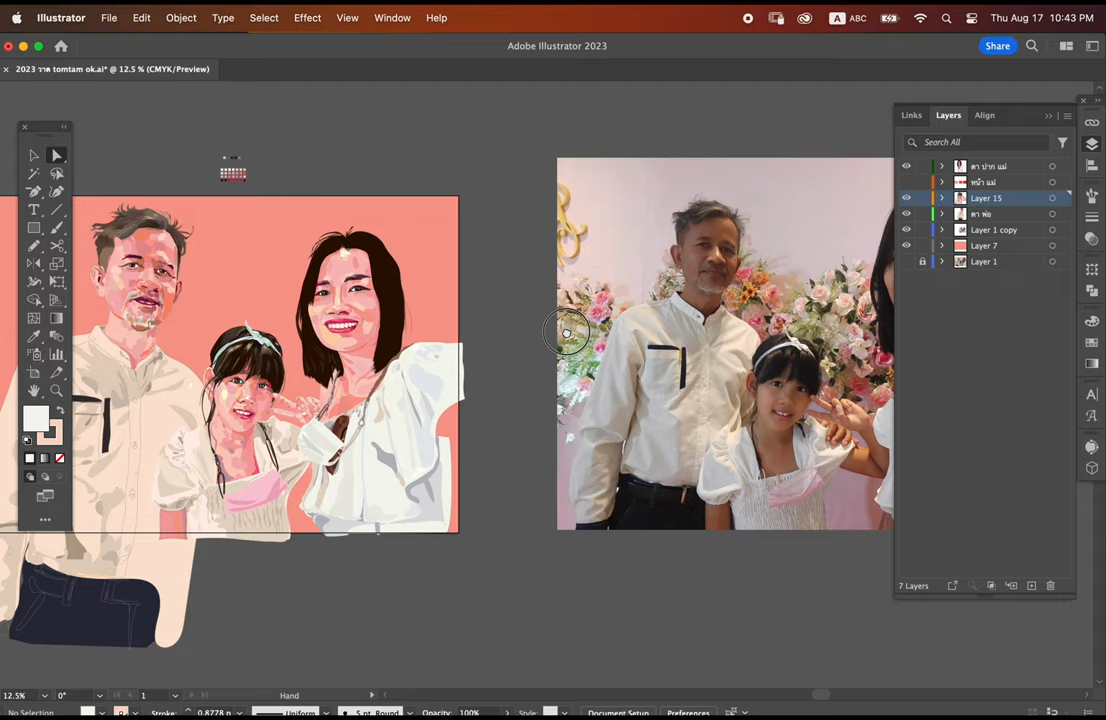 Illustrator File Edit Object Type Select Effect View Window Help
A ABC Thu Aug 17 10:43 PM
Adobe Illustrator 2023
Share
× 2023 วาด tomtam ok.ai* @ 12.5 % (CMYK/Preview)
Links Layers Align
Search All
ตา ปาก แม่
หน้า แม่
Layer 15
ตา พ่อ
Layer 1 copy
Layer 7
Layer 1
7 Layers
12.5% 0° 1 Hand
No Selection Stroke: 0.8778 p Uniform 5 pt. Round Opacity: 100% Style: Document Setup Preferences